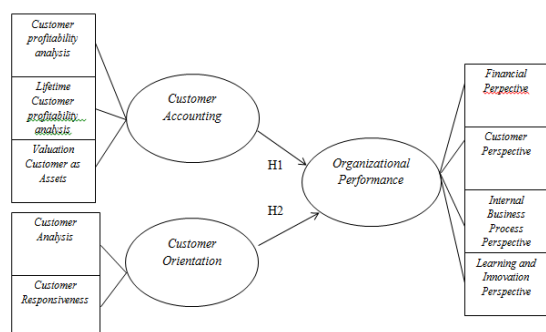 Customer
profitability
analysis
Lifetime
Customer
profitability
analysis
Valuation
Customer as
Assets
Customer
Accounting
H1
Organizational
Performance
H2
Customer
Analysis
Customer
Responsiveness
Customer
Orientation
Financial
Perpective
Customer
Perspective
Internal
Business
Process
Perspective
Learning and
Innovation
Perspective